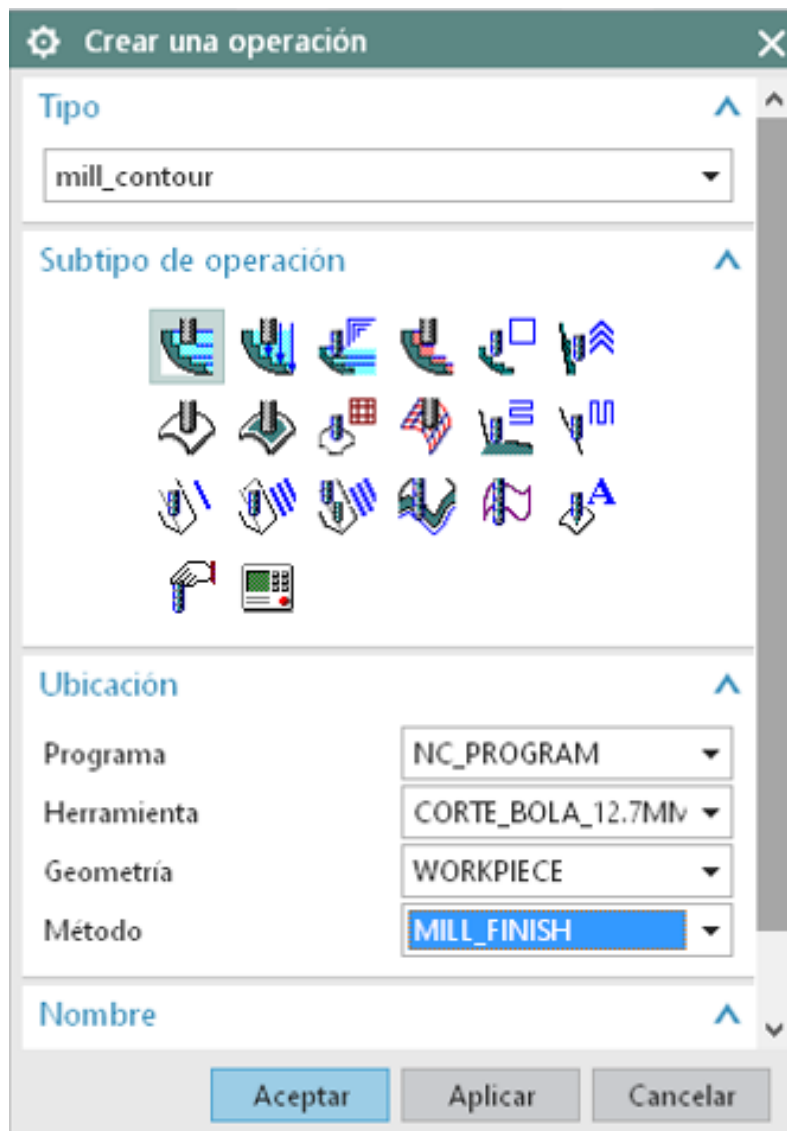 Crear una operación
Tipo
mill_contour
Subtipo de operación
A
Ubicación
Programa NC_PROGRAM
Herramienta CORTE_BOLA_12.7MM
Geometría WORKPIECE
Método MILL_FINISH
Nombre
Aceptar Aplicar Cancelar